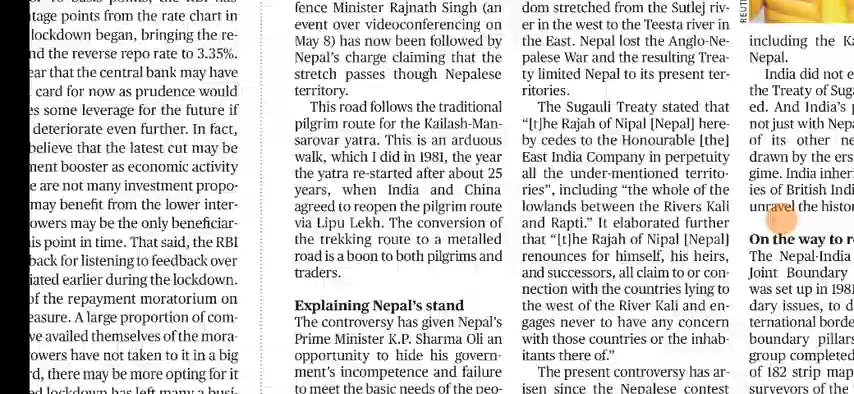 tage points from the rate chart in
lockdown began, bringing the re-
nd the reverse repo rate to 3.35%.
ear that the central bank may have
card for now as prudence would
es some leverage for the future if
deteriorate even further. In fact,
believe that the latest cut may be
ment booster as economic activity
e are not many investment propo-
may benefit from the lower inter-
owers may be the only beneficiar-
is point in time. That said, the RBI
back for listening to feedback over
iated earlier during the lockdown.
of the repayment moratorium on
easure. A large proportion of com-
ve availed themselves of the mora-
owers have not taken to it in a big
rd, there may be more opting for it
ed lockdown has left many a busi-
fence Minister Rajnath Singh (an
event over videoconferencing on
May 8) has now been followed by
Nepal's charge claiming that the
stretch passes though Nepalese
territory.
This road follows the traditional
pilgrim route for the Kailash-Man-
sarovar yatra. This is an arduous
walk, which I did in 1981, the year
the yatra re-started after about 25
years, when India and China
agreed to reopen the pilgrim route
via Lipu Lekh. The conversion of
the trekking route to a metalled
road is a boon to both pilgrims and
traders.
Explaining Nepal's stand
The controversy has given Nepal's
Prime Minister K.P. Sharma Oli an
opportunity to hide his govern-
ment's incompetence and failure
to meet the basic needs of the peo-
dom stretched from the Sutlej riv-
er in the west to the Teesta river in
the East. Nepal lost the Anglo-Ne-
palese War and the resulting Trea-
ty limited Nepal to its present ter-
ritories.
The Sugauli Treaty stated that
"[t]he Rajah of Nipal [Nepal] here-
by cedes to the Honourable [the]
East India Company in perpetuity
all the under-mentioned territo-
ries", including "the whole of the
lowlands between the Rivers Kali
and Rapti." It elaborated further
that "[t]he Rajah of Nipal [Nepal]
renounces for himself, his heirs,
and successors, all claim to or con-
nection with the countries lying to
the west of the River Kali and en-
gages never to have any concern
with those countries or the inhab-
itants there of."
The present controversy has ar-
isen since the Nepalese contest
REUTE
including the Ka
Nepal.
India did not e
the Treaty of Suga
ed. And India's p
not just with Nepa
of its other ne
drawn by the ers
gime. India inheri
ies of British Indi
unravel the histor
On the way to re
The Nepal-India
Joint Boundary
was set up in 1981
dary issues, to d
ternational borde
boundary pillars
group completed
of 182 strip map
surveyors of the